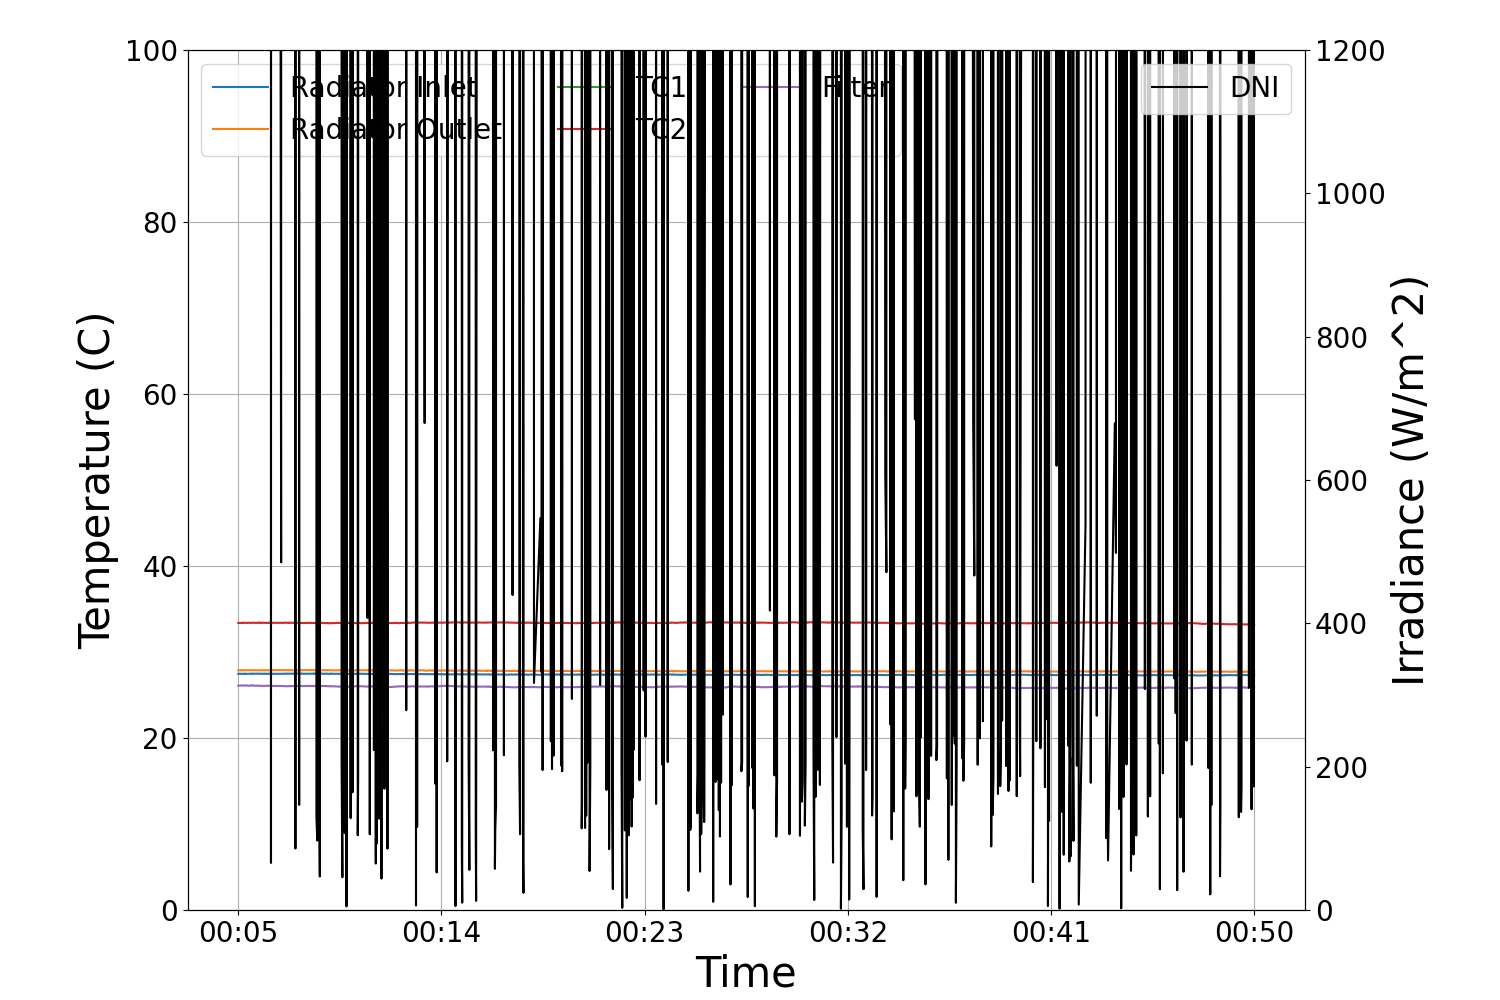 100
80
60
40
20
0
Temperature (C)
Radiator Inlet
Radiator Outlet
TC1
TC2
Filter
DNI
1200
1000
800
600
400
200
0
Irradiance (W/m^2)
00:05 00:14 00:23 00:32 00:41 00:50
Time